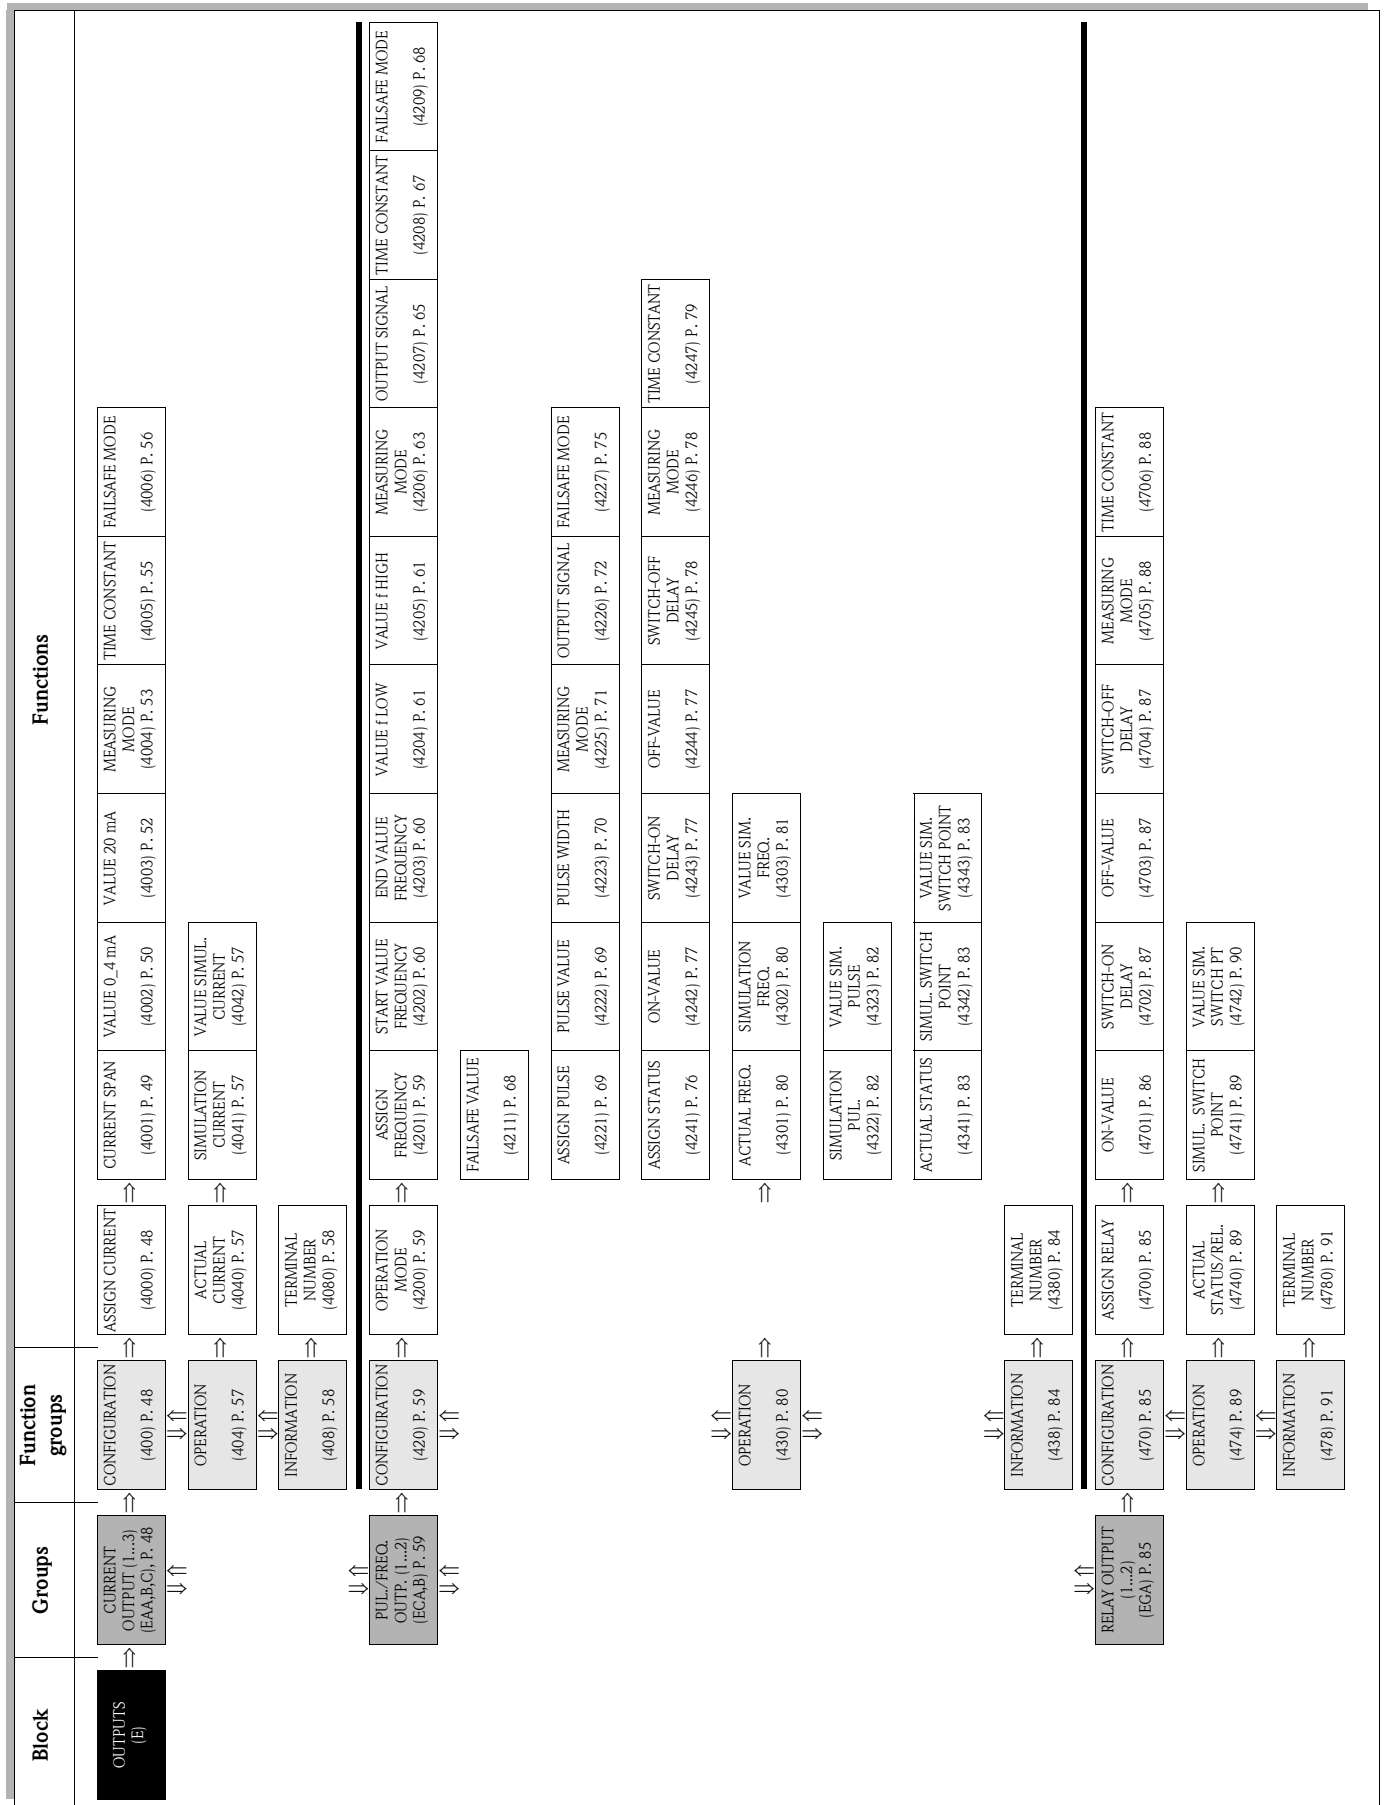 Block
Groups
Function
groups
Functions
OUTPUTS
(E)
⇒
CURRENT
OUTPUT (1...3)
(EAA,B,C), P. 48
⇒
CONFIGURATION
(400) P. 48
⇒
ASSIGN CURRENT
(4000) P. 48
⇒
CURRENT SPAN
(4001) P. 49
VALUE 0_4 mA
(4002) P. 50
VALUE 20 mA
(4003) P. 52
MEASURING
MODE
(4004) P. 53
TIME CONSTANT
(4005) P. 55
FAILSAFE MODE
(4006) P. 56
OPERATION
(404) P. 57
⇒
ACTUAL
CURRENT
(4040) P. 57
⇒
SIMULATION
CURRENT
(4041) P. 57
VALUE SIMUL.
CURRENT
(4042) P. 57
INFORMATION
(408) P. 58
⇒
TERMINAL
NUMBER
(4080) P. 58
PUL./FREQ.
OUTP. (1...2)
(ECA,B) P. 59
⇒
CONFIGURATION
(420) P. 59
⇒
OPERATION
MODE
(4200) P. 59
⇒
ASSIGN
FREQUENCY
(4201) P. 59
START VALUE
FREQUENCY
(4202) P. 60
END VALUE
FREQUENCY
(4203) P. 60
VALUE f LOW
(4204) P. 61
VALUE f HIGH
(4205) P. 61
MEASURING
MODE
(4206) P. 63
OUTPUT SIGNAL
(4207) P. 65
TIME CONSTANT
(4208) P. 67
FAILSAFE MODE
(4209) P. 68
FAILSAFE VALUE
(4211) P. 68
ASSIGN PULSE
(4221) P. 69
PULSE VALUE
(4222) P. 69
PULSE WIDTH
(4223) P. 70
MEASURING
MODE
(4225) P. 71
OUTPUT SIGNAL
(4226) P. 72
FAILSAFE MODE
(4227) P. 75
ASSIGN STATUS
(4241) P. 76
ON-VALUE
(4242) P. 77
SWITCH-ON
DELAY
(4243) P. 77
OFF-VALUE
(4244) P. 77
SWITCH-OFF
DELAY
(4245) P. 78
MEASURING
MODE
(4246) P. 78
TIME CONSTANT
(4247) P. 79
OPERATION
(430) P. 80
⇒
⇒
ACTUAL FREQ.
(4301) P. 80
SIMULATION
FREQ.
(4302) P. 80
VALUE SIM.
FREQ.
(4303) P. 81
SIMULATION
PUL.
(4322) P. 82
VALUE SIM.
PULSE
(4323) P. 82
ACTUAL STATUS
(4341) P. 83
SIMUL. SWITCH
POINT
(4342) P. 83
VALUE SIM.
SWITCH POINT
(4343) P. 83
INFORMATION
(438) P. 84
⇒
TERMINAL
NUMBER
(4380) P. 84
RELAY OUTPUT
(1...2)
(EGA) P. 85
⇒
CONFIGURATION
(470) P. 85
⇒
ASSIGN RELAY
(4700) P. 85
⇒
ON-VALUE
(4701) P. 86
SWITCH-ON
DELAY
(4702) P. 87
OFF-VALUE
(4703) P. 87
SWITCH-OFF
DELAY
(4704) P. 87
MEASURING
MODE
(4705) P. 88
TIME CONSTANT
(4706) P. 88
OPERATION
(474) P. 89
⇒
ACTUAL
STATUS/REL.
(4740) P. 89
⇒
SIMUL. SWITCH
POINT
(4741) P. 89
VALUE SIM.
SWITCH PT
(4742) P. 90
INFORMATION
(478) P. 91
⇒
TERMINAL
NUMBER
(4780) P. 91